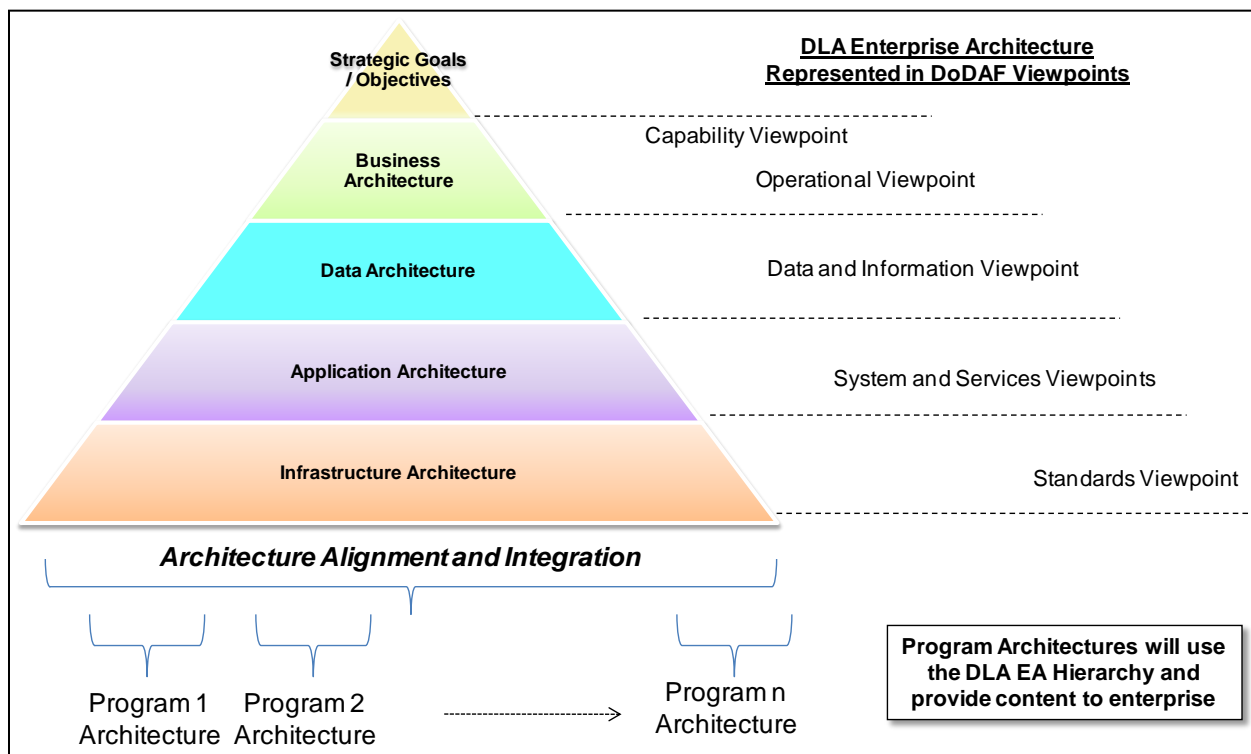 Strategic Goals
/ Objectives
DLA Enterprise Architecture
Represented in DoDAF Viewpoints
Capability Viewpoint
Business
Architecture
Operational Viewpoint
Data Architecture
Data and Information Viewpoint
Application Architecture
System and Services Viewpoints
Infrastructure Architecture
Standards Viewpoint
Architecture Alignment and Integration
Program 1
Architecture
Program 2
Architecture
Program n
Architecture
Program Architectures will use
the DLA EA Hierarchy and
provide content to enterprise